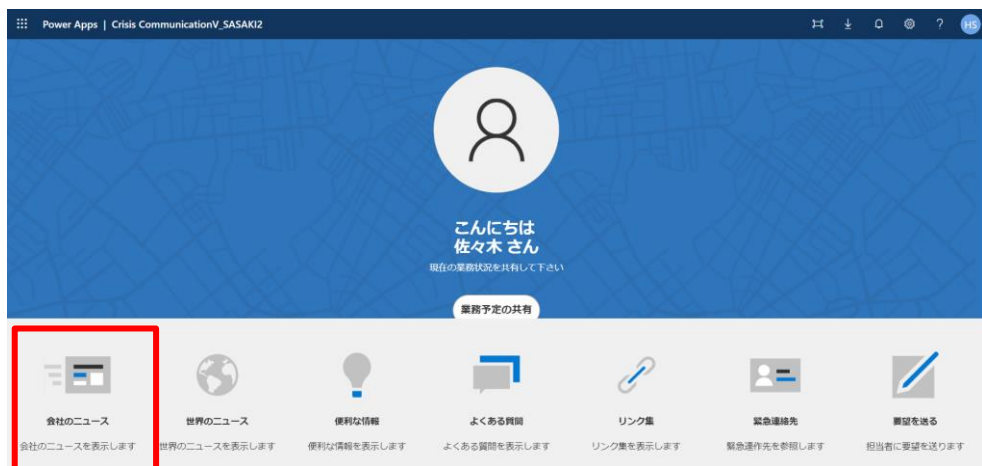 Power Apps | Crisis CommunicationV_SASAKI2
HS
こんにちは
佐々木 さん
現在の業務状況を共有して下さい
業務予定の共有
会社のニュース
世界のニュース
便利な情報
よくある質問
リンク集
緊急連絡先
要望を送る
会社のニュースを表示します
世界のニュースを表示します
便利な情報を表示します
よくある質問を表示します
リンク集を表示します
緊急連作先を参照します
担当者に要望を送ります